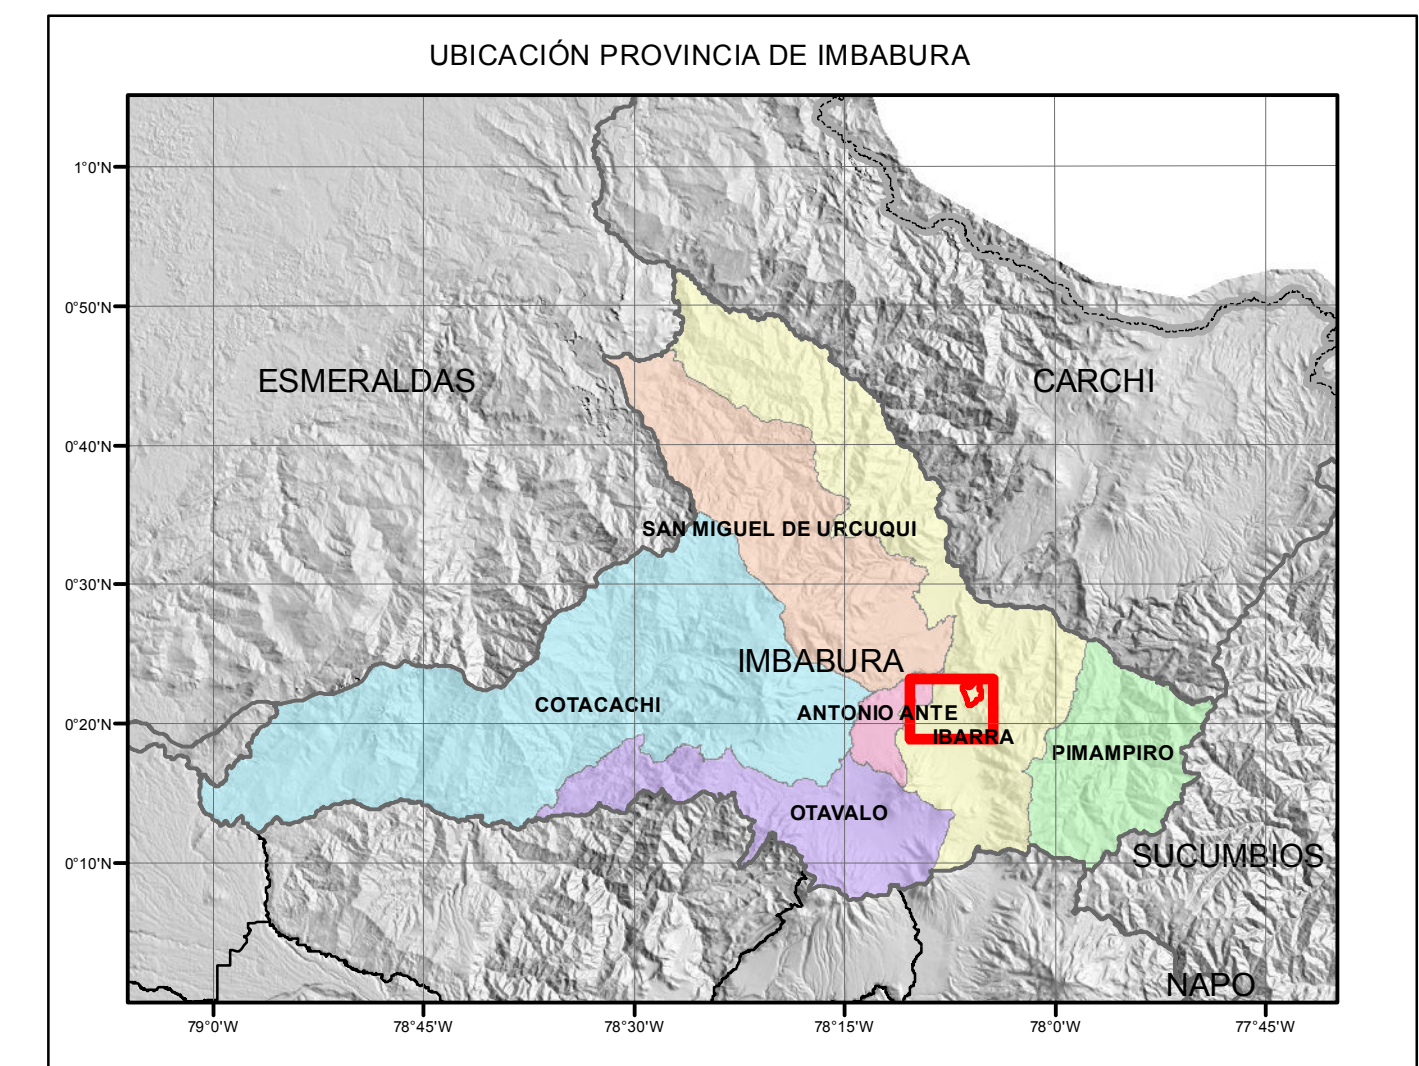 UBICACIÓN PROVINCIA DE IMBABURA
1°0'N
0°50'N
ESMERALDAS
CARCHI
0°40'N
SAN MIGUEL DE URCUQUI
0°30'N
IMBABURA
COTACACHI
ANTONIO ANTE
0°20'N
IBARRA
PIMAMPIRO
OTAVALO
SUCUMBIOS
0°10'N
NAPO
79°0'W
78°45'W
78°30'W
78°15'W
78°0'W
77°45'W